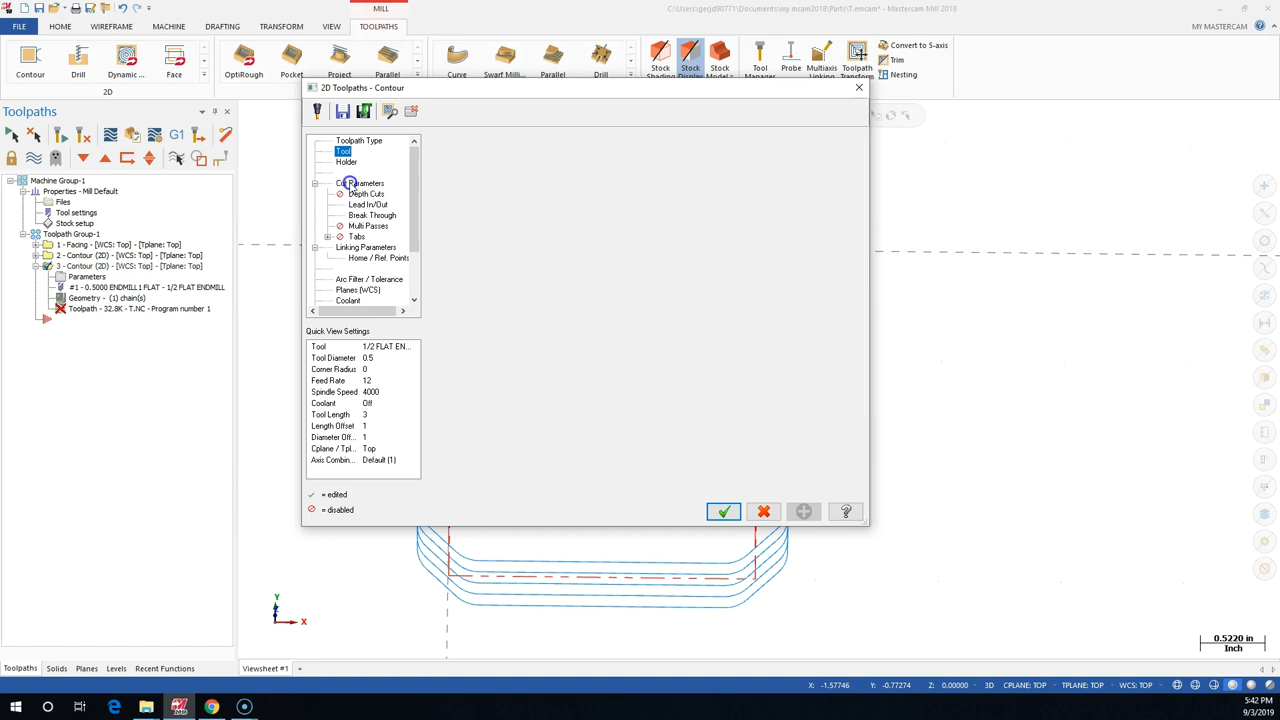 C:\Users\gerjd90771\Documents\my mcam2018\Parts\T.emcam* - Mastercam Mill 2018
MILL
FILE HOME WIREFRAME MACHINE DRAFTING TRANSFORM VIEW TOOLPATHS MY MASTERCAM
Contour Drill Dynamic ... Face OptiRough Pocket Project Parallel Curve Swarf Milli... Parallel Drill Stock Shading Stock Display Stock Model Tool Manager Probe Multiaxis Linking Toolpath Transform
Convert to 5-axis
Trim
Nesting
2D
Toolpaths
Machine Group-1
Properties - Mill Default
Files
Tool settings
Stock setup
Toolpath Group-1
1 - Facing - [WCS: Top] - [Tplane: Top]
2 - Contour (2D) - [WCS: Top] - [Tplane: Top]
3 - Contour (2D) - [WCS: Top] - [Tplane: Top]
Parameters
#1 - 0.5000 ENDMILL1 FLAT - 1/2 FLAT ENDMILL
Geometry - (1) chain(s)
Toolpath - 32.8K - T.NC - Program number 1
2D Toolpaths - Contour
Toolpath Type
Tool
Holder
Cut Parameters
Depth Cuts
Lead In/Out
Break Through
Multi Passes
Tabs
Linking Parameters
Home / Ref. Points
Arc Filter / Tolerance
Planes (WCS)
Coolant
Quick View Settings
Tool 1/2 FLAT EN...
Tool Diameter 0.5
Corner Radius 0
Feed Rate 12
Spindle Speed 4000
Coolant Off
Tool Length 3
Length Offset 1
Diameter Off... 1
Cplane / Tpl... Top
Axis Combin... Default (1)
= edited
= disabled
Y
Z
X
0.5220 in
Inch
Toolpaths Solids Planes Levels Recent Functions
Viewsheet #1 +
X: -1.57746 Y: -0.77274 Z: 0.00000 3D CPLANE: TOP TPLANE: TOP WCS: TOP
5:42 PM
9/3/2019